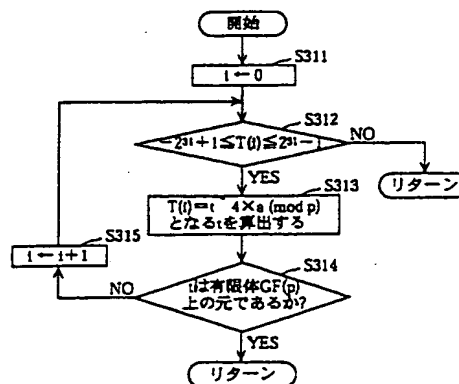 開始
S311
i ← 0
S312
−2³¹+1≦T(i)≦2³¹−1
NO
YES
リターン
S313
T(i)=t^4×a (mod p)
となるtを算出する
S315
i ← i+1
S314
tは有限体GF(p)
上の元であるか?
NO
YES
リターン